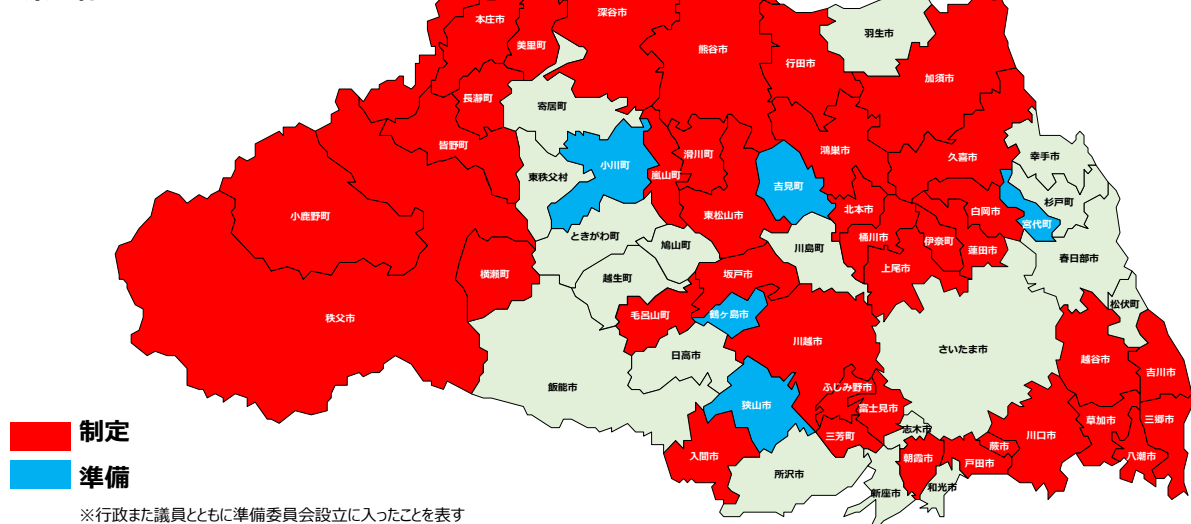 本庄市
深谷市
美里町
熊谷市
行田市
羽生市
加須市
長瀞町
寄居町
皆野町
小川町
滑川町
嵐山町
東秩父村
吉見町
鴻巣市
久喜市
幸手市
杉戸町
宮代町
白岡市
小鹿野町
東松山市
北本市
桶川市
伊奈町
蓮田市
ときがわ町
鳩山町
川島町
上尾市
春日部市
横瀬町
越生町
坂戸市
松伏町
秩父市
毛呂山町
鶴ヶ島市
川越市
さいたま市
日高市
越谷市
吉川市
飯能市
狭山市
ふじみ野市
富士見市
三芳町
志木市
川口市
草加市
三郷市
入間市
朝霞市
蕨市
戸田市
八潮市
所沢市
新座市
和光市
制定
準備
※行政また議員とともに準備委員会設立に入ったことを表す